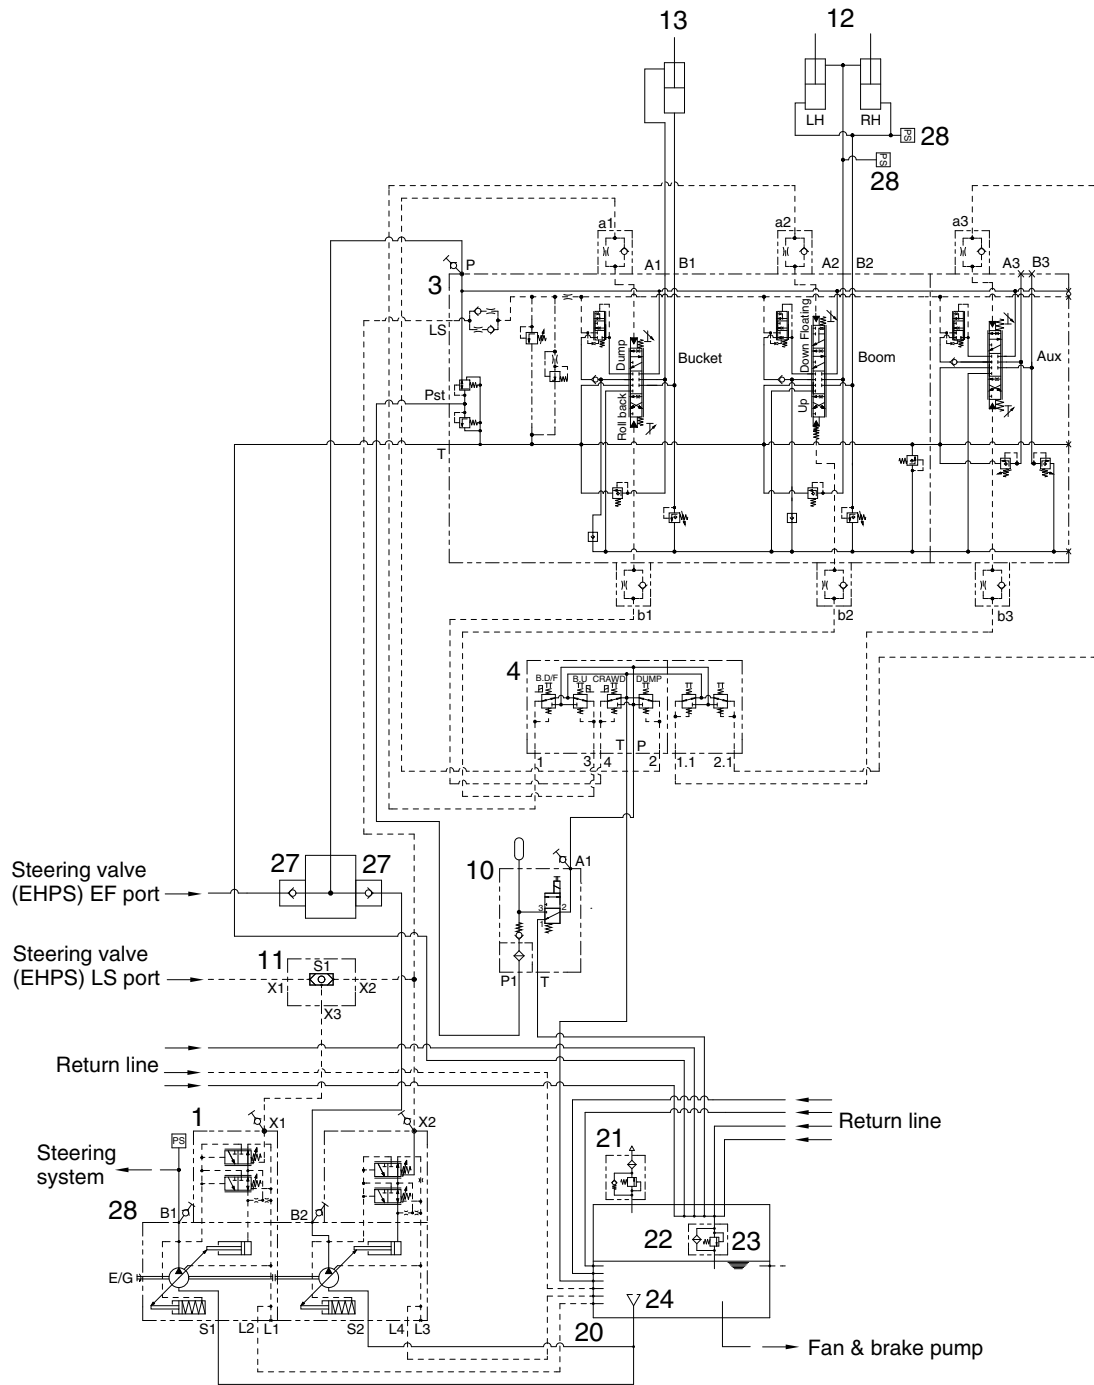 13
12
LH
RH
PS
28
PS
28
a1
a2
a3
P
A1
B1
A2
B2
A3
B3
3
LS
Dump
Bucket
Down Floating
Boom
Aux
Pst
Roll back
Up
T
b1
b2
b3
4
B.D/F
B.U
CRAWD
DUMP
T
P
1
3
4
2
1.1
2.1
10
A1
3
2
1
P1
T
Steering valve
(EHPS) EF port
27
27
Steering valve
(EHPS) LS port
11
S1
X1
X2
X3
Return line
1
X1
X2
PS
Steering
system
28
B1
B2
E/G
S1
L2
L1
S2
L4
L3
Return line
21
22
23
24
20
Fan & brake pump